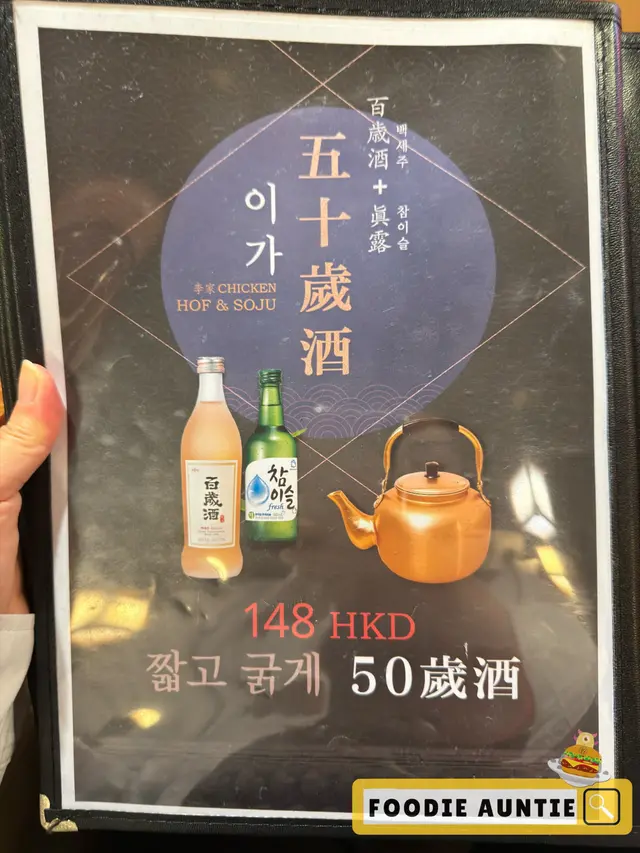 百歲酒 + 眞露
백세주 참이슬
五十歲酒
이가
李家 CHICKEN
HOF & SOJU
百歲酒
참이슬
fresh
148 HKD
짧고 굵게 50歲酒
FOODIE AUNTIE